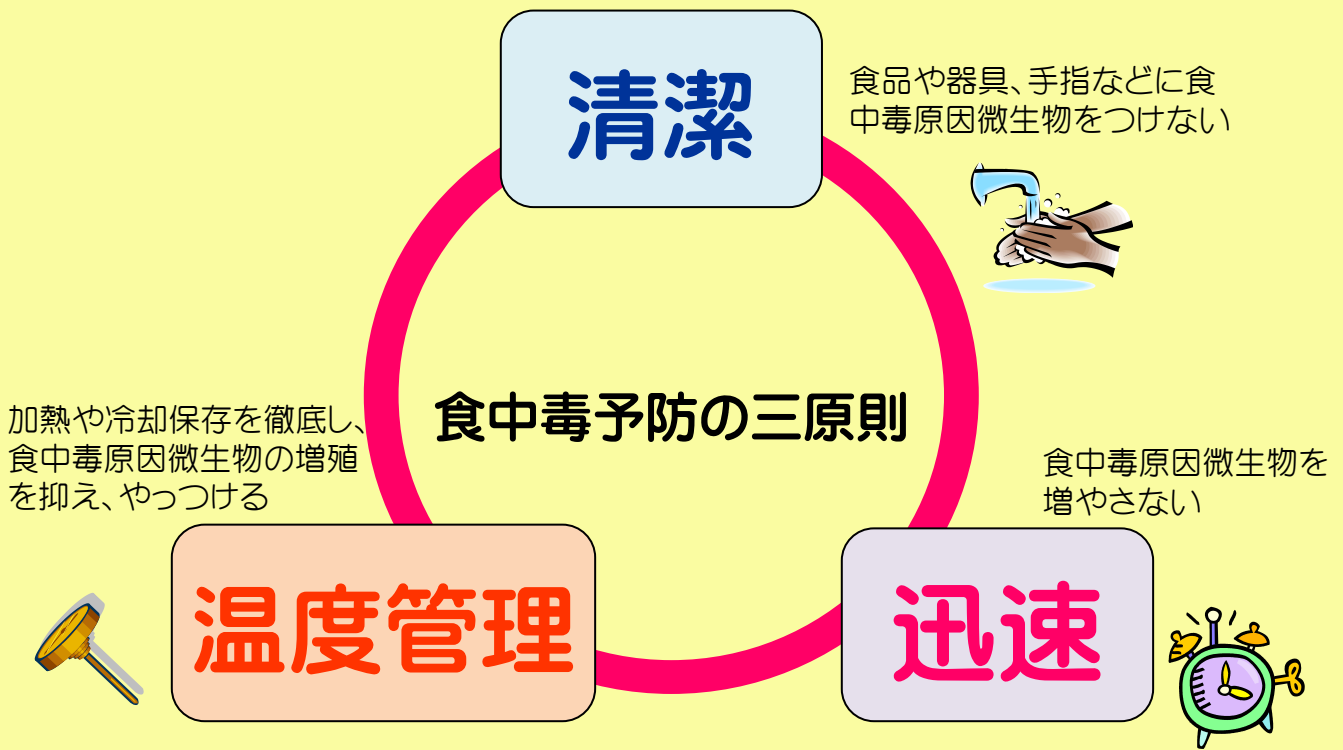 清潔
食品や器具、手指などに食
中毒原因微生物をつけない
食中毒予防の三原則
加熱や冷却保存を徹底し、
食中毒原因微生物の増殖
を抑え、やっつける
食中毒原因微生物を
増やさない
温度管理
迅速